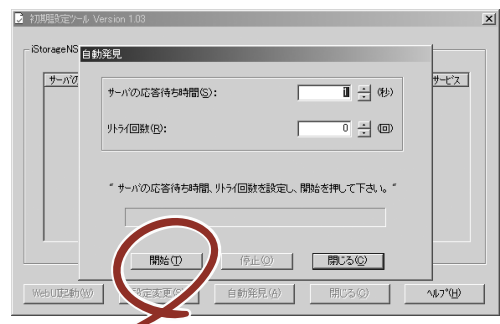 初期設定ツール Version 1.03
iStorageNS
自動発見
サーバの
サービス
サーバの応答待ち時間(S):
1
(秒)
リトライ回数(R):
0
(回)
" サーバの応答待ち時間、リトライ回数を設定し、開始を押して下さい。"
開始(T)
停止(O)
閉じる(C)
WebUI起動(W)
設定変更(S)
自動発見(A)
閉じる(C)
ヘルプ(H)